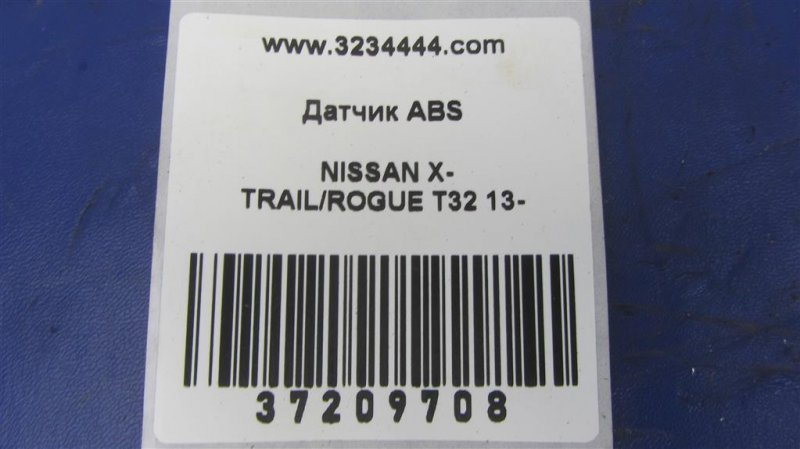 www.3234444.com
Датчик ABS
NISSAN X-
TRAIL/ROGUE T32 13-
37209708